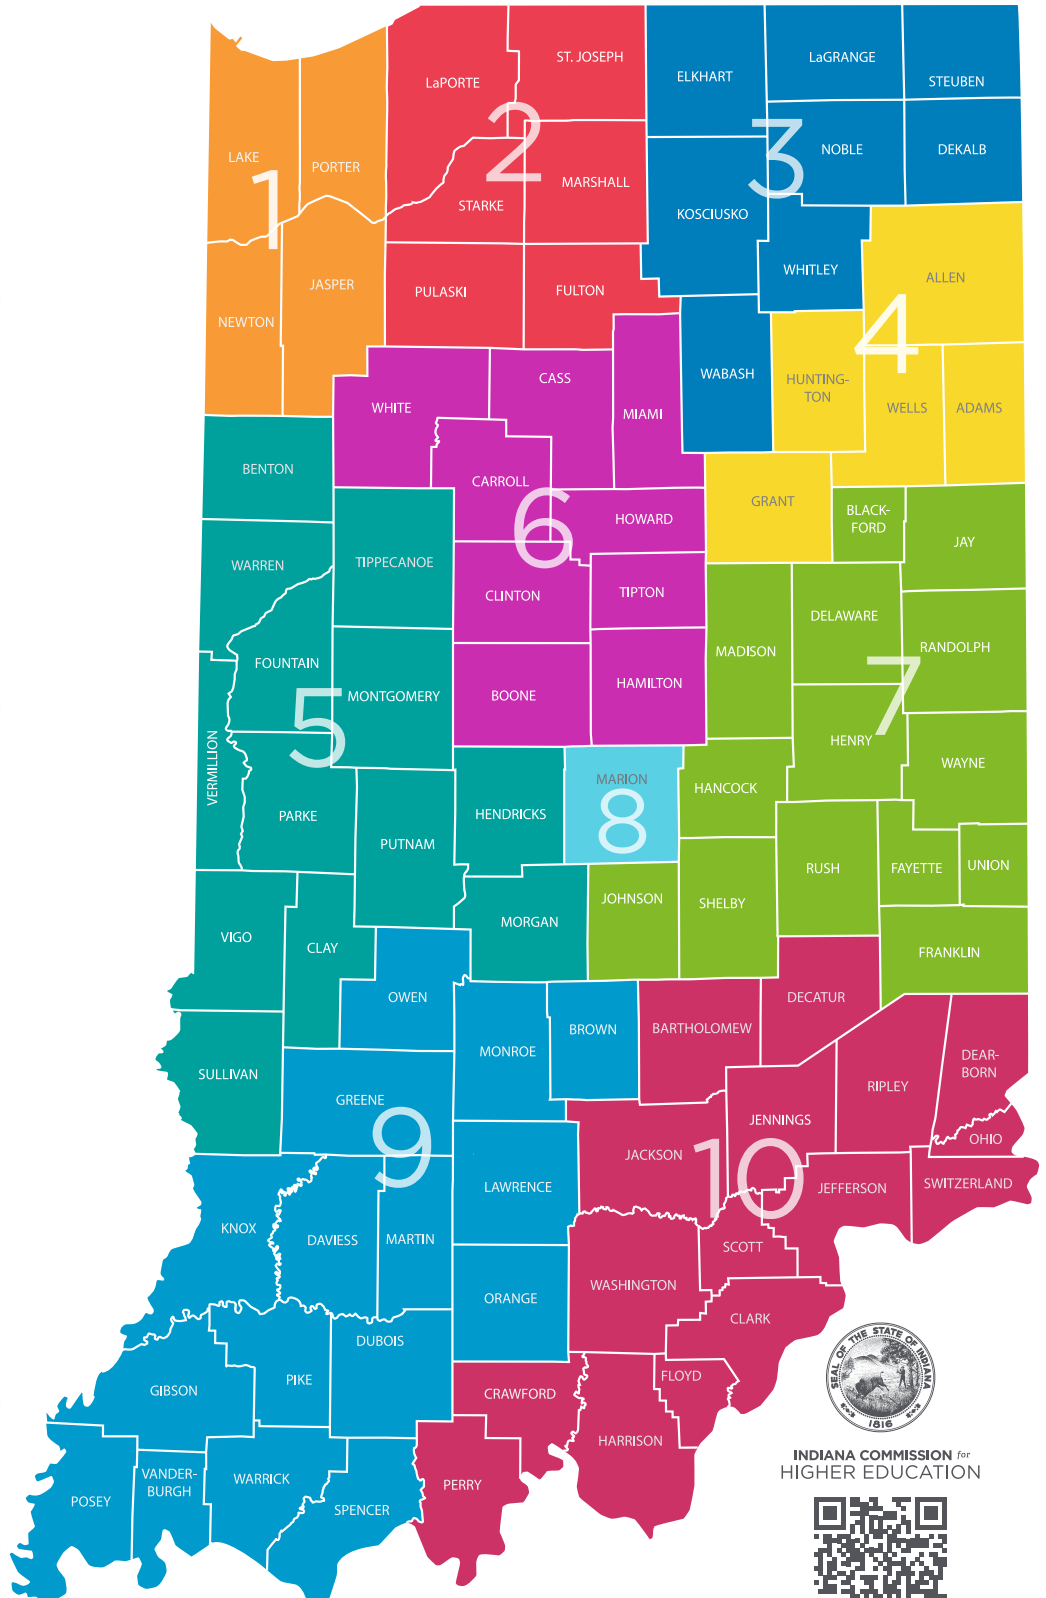 ST. JOSEPH
LaGRANGE
ELKHART
LaPORTE
STEUBEN
2
3
NOBLE
DEKALB
LAKE
PORTER
1
MARSHALL
STARKE
KOSCIUSKO
WHITLEY
ALLEN
JASPER
PULASKI
FULTON
NEWTON
4
WABASH
CASS
HUNTING-
TON
WHITE
MIAMI
WELLS
ADAMS
BENTON
CARROLL
GRANT
BLACK-
FORD
HOWARD
6
JAY
WARREN
TIPPECANOE
CLINTON
TIPTON
DELAWARE
RANDOLPH
MADISON
FOUNTAIN
7
HAMILTON
MONTGOMERY
BOONE
5
HENRY
VERMILLION
WAYNE
MARION
HANCOCK
8
PARKE
HENDRICKS
PUTNAM
RUSH
FAYETTE
UNION
JOHNSON
SHELBY
MORGAN
VIGO
CLAY
FRANKLIN
OWEN
DECATUR
BROWN
BARTHOLOMEW
MONROE
DEAR-
BORN
SULLIVAN
RIPLEY
GREENE
JENNINGS
9
OHIO
JACKSON
10
LAWRENCE
JEFFERSON
SWITZERLAND
KNOX
DAVIESS
MARTIN
SCOTT
WASHINGTON
ORANGE
CLARK
DUBOIS
SEAL OF THE STATE OF INDIANA
1816
PIKE
GIBSON
FLOYD
CRAWFORD
HARRISON
INDIANA COMMISSION for
HIGHER EDUCATION
VANDER-
BURGH
WARRICK
PERRY
POSEY
SPENCER